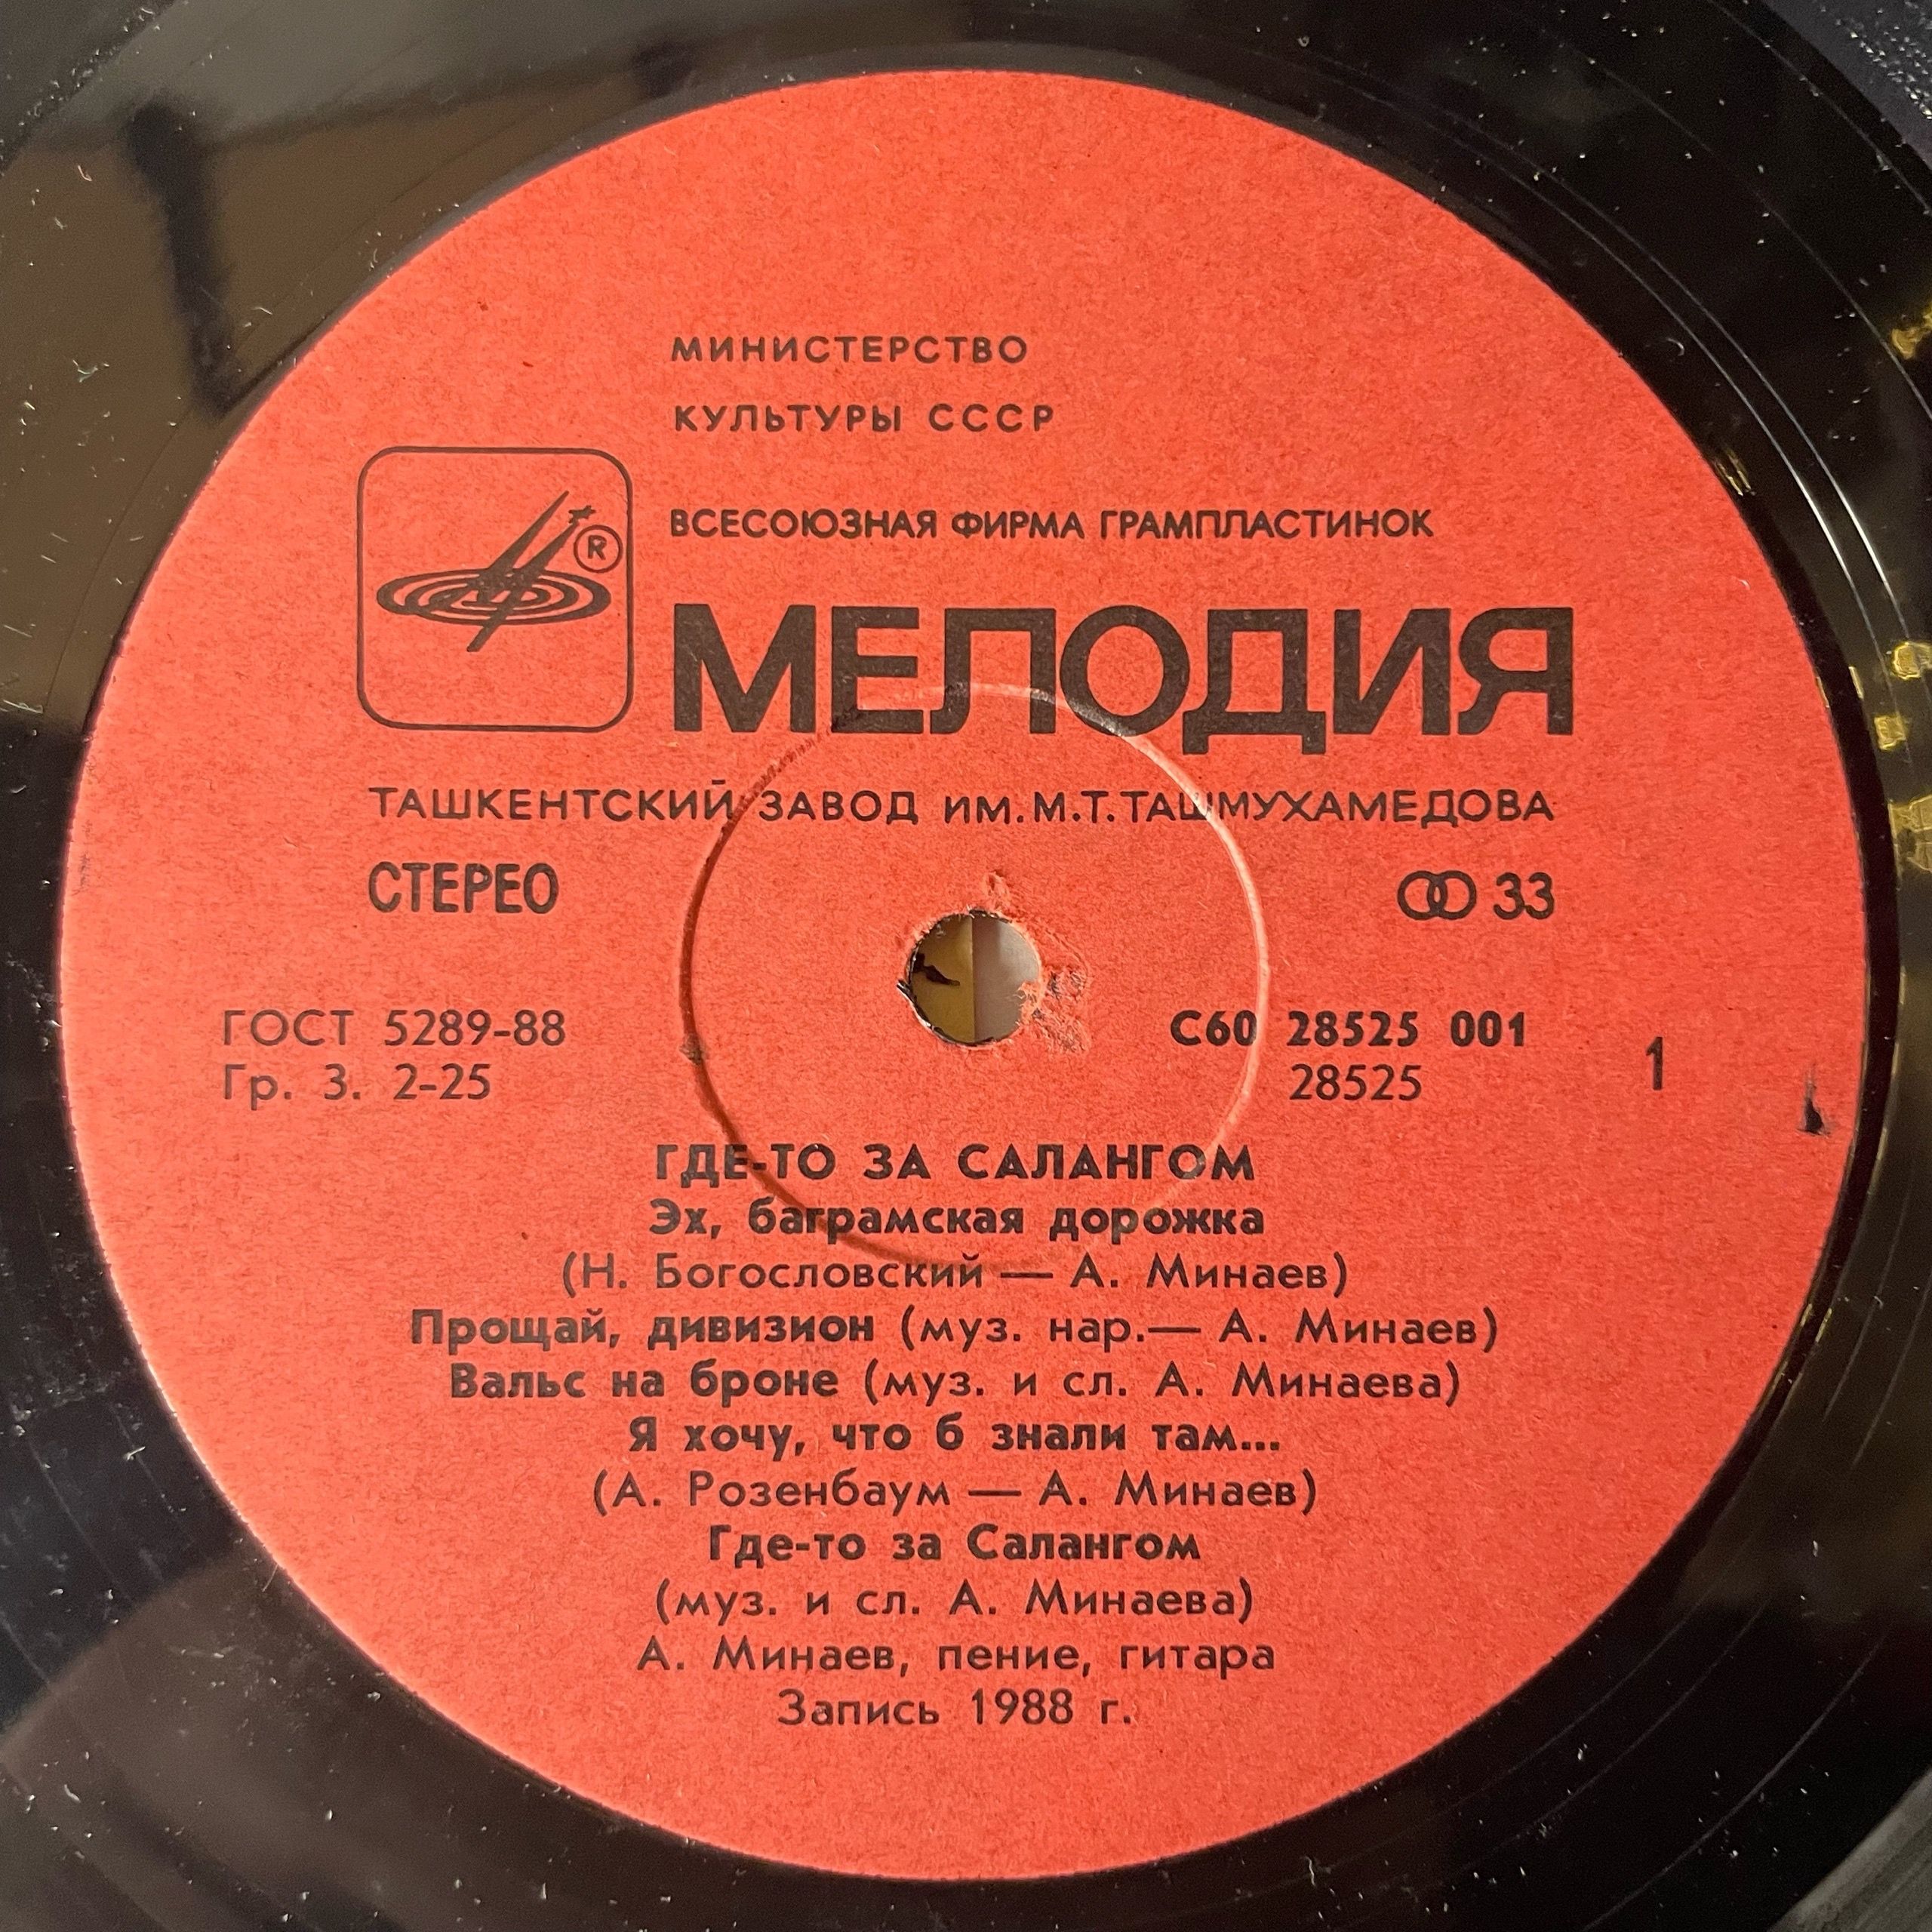 МИНИСТЕРСТВО
КУЛЬТУРЫ СССР
ВСЕСОЮЗНАЯ ФИРМА ГРАМПЛАСТИНОК
®
МЕЛОДИЯ
ТАШКЕНТСКИЙ ЗАВОД ИМ. М.Т. ТАШМУХАМЕДОВА
СТЕРЕО 33
ГОСТ 5289-88 С60 28525 001
Гр. 3. 2-25 28525 1
ГДЕ-ТО ЗА САЛАНГОМ
Эх, баграмская дорожка
(Н. Богословский — А. Минаев)
Прощай, дивизион (муз. нар.— А. Минаев)
Вальс на броне (муз. и сл. А. Минаева)
Я хочу, что б знали там...
(А. Розенбаум — А. Минаев)
Где-то за Салангом
(муз. и сл. А. Минаева)
А. Минаев, пение, гитара
Запись 1988 г.